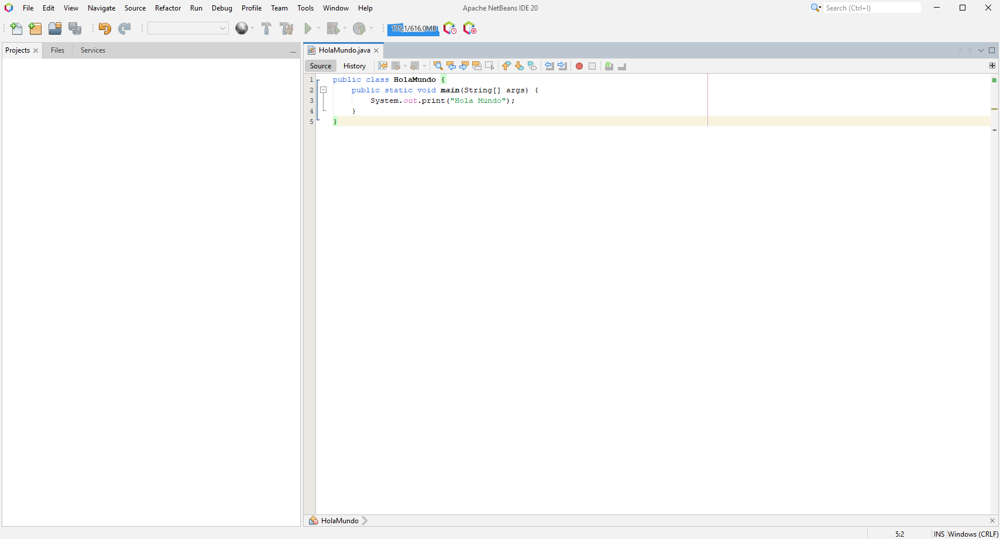 File Edit View Navigate Source Refactor Run Debug Profile Team Tools Window Help
Apache NetBeans IDE 20
Search (Ctrl+I)
175,1/616,0MB
Projects Files Services
HolaMundo.java
Source History
1 public class HolaMundo {
2 public static void main(String[] args) {
3 System.out.print("Hola Mundo");
4 }
5 }
HolaMundo
5:2 INS Windows (CRLF)